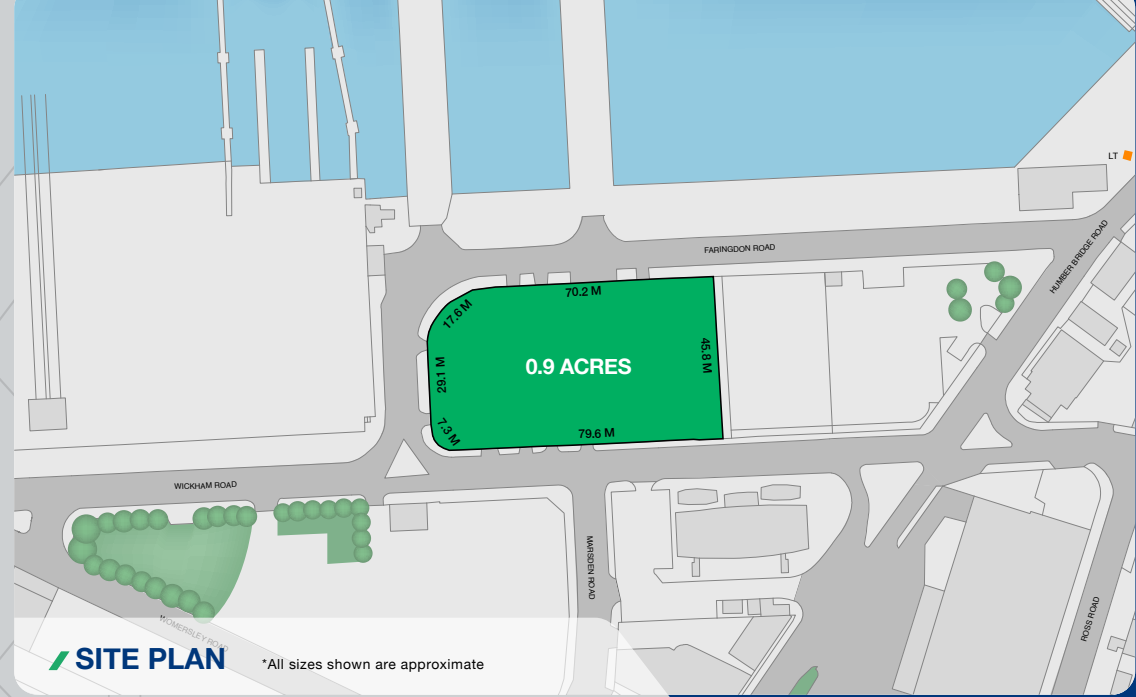 LT
FARINGDON ROAD
HUMBER BRIDGE ROAD
70.2 M
17.6 M
45.8 M
0.9 ACRES
29.1 M
7.3 M
79.6 M
WICKHAM ROAD
MARSDEN ROAD
ROSS ROAD
WOMERSLEY ROAD
SITE PLAN
*All sizes shown are approximate